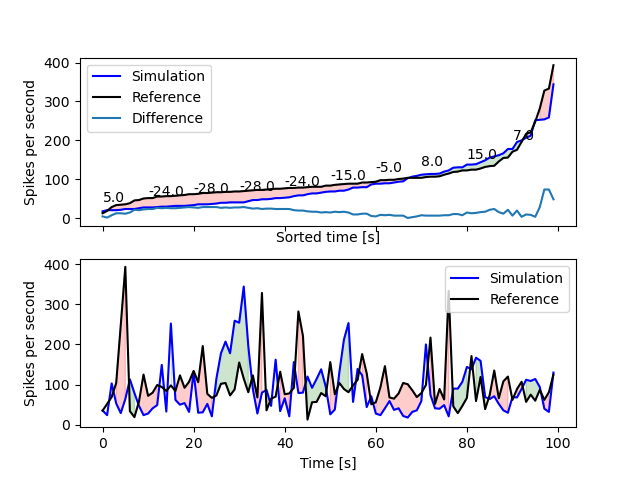 400
300
200
100
0
Spikes per second
Simulation
Reference
Difference
5.0
-24.0
-28.0
-28.0
-24.0
-15.0
-5.0
8.0
15.0
7.0
Sorted time [s]
400
300
200
100
0
Spikes per second
Simulation
Reference
0 20 40 60 80 100
Time [s]